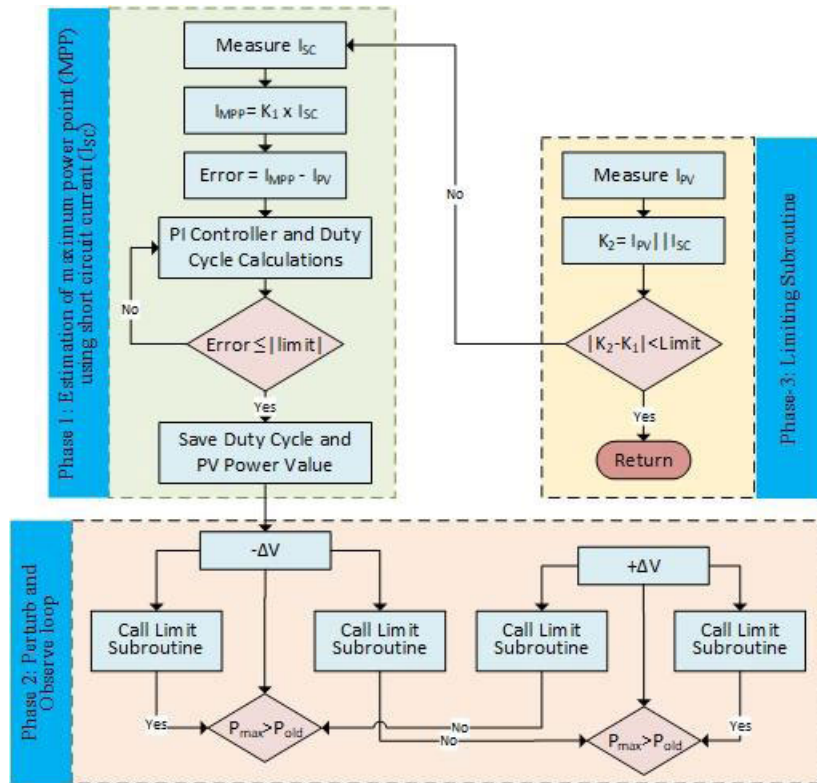 Phase 1: Estimation of maximum power point (MPP)
using short circuit current (ISC)
Measure ISC
IMPP= K1 x ISC
Error = IMPP - IPV
PI Controller and Duty
Cycle Calculations
No
Error ≤ |limit|
Yes
Save Duty Cycle and
PV Power Value
No
Phase-3: Limiting Subroutine
Measure IPV
K2= IPV||ISC
|K2-K1|<Limit
Yes
Return
Phase 2: Perturb and
Observe loop
-ΔV
+ΔV
Call Limit
Subroutine
Call Limit
Subroutine
Call Limit
Subroutine
Call Limit
Subroutine
Yes
Pmax>Pold
No
No
Pmax>Pold
Yes